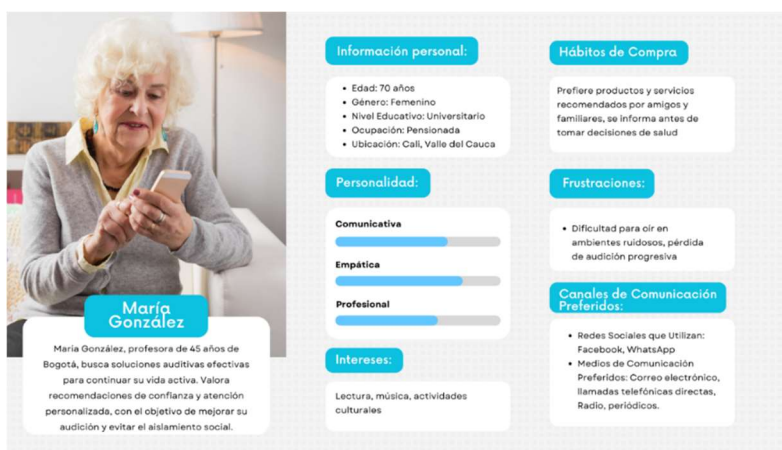 María
González
María González, profesora de 45 años de
Bogotá, busca soluciones auditivas efectivas
para continuar su vida activa. Valora
recomendaciones de confianza y atención
personalizada, con el objetivo de mejorar su
audición y evitar el aislamiento social.
Información personal:
• Edad: 70 años
• Género: Femenino
• Nivel Educativo: Universitario
• Ocupación: Pensionada
• Ubicación: Cali, Valle del Cauca
Personalidad:
Comunicativa
Empática
Profesional
Intereses:
Lectura, música, actividades
culturales
Hábitos de Compra
Prefiere productos y servicios
recomendados por amigos y
familiares, se informa antes de
tomar decisiones de salud
Frustraciones:
• Dificultad para oír en
ambientes ruidosos, pérdida
de audición progresiva
Canales de Comunicación
Preferidos:
• Redes Sociales que Utilizan:
Facebook, WhatsApp
• Medios de Comunicación
Preferidos: Correo electrónico,
llamadas telefónicas directas,
Radio, periódicos.